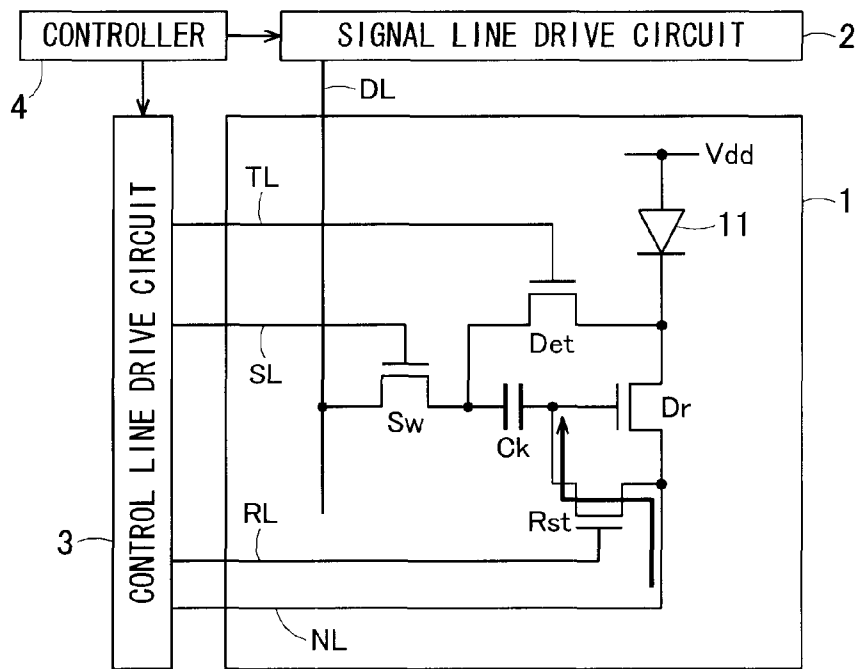 CONTROLLER
SIGNAL LINE DRIVE CIRCUIT
2
4
DL
CONTROL LINE DRIVE CIRCUIT
3
TL
Vdd
1
11
Det
SL
Sw
Ck
Dr
RL
Rst
NL